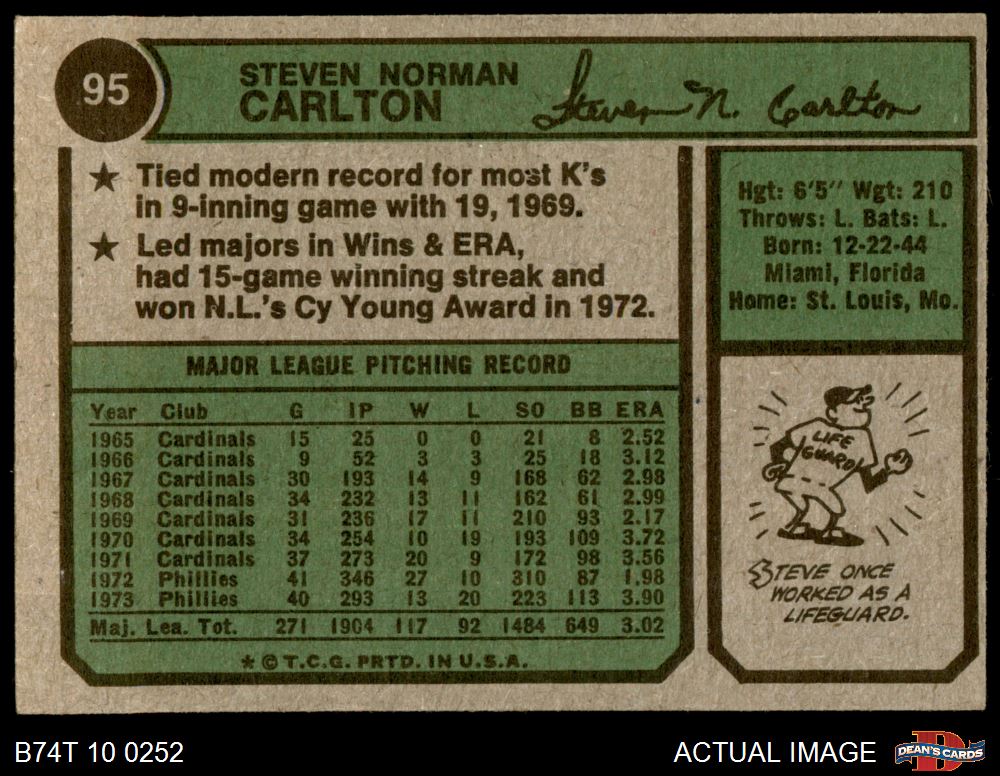 95
STEVEN NORMAN
CARLTON
Steven N. Carlton
★ Tied modern record for most K's
in 9-inning game with 19, 1969.
★ Led majors in Wins & ERA,
had 15-game winning streak and
won N.L.'s Cy Young Award in 1972.
Hgt: 6'5" Wgt: 210
Throws: L. Bats: L.
Born: 12-22-44
Miami, Florida
Home: St. Louis, Mo.
MAJOR LEAGUE PITCHING RECORD
Year Club G IP W L SO BB ERA
1965 Cardinals 15 25 0 0 21 8 2.52
1966 Cardinals 9 52 3 3 25 18 3.12
1967 Cardinals 30 193 14 9 168 62 2.98
1968 Cardinals 34 232 13 11 162 61 2.99
1969 Cardinals 31 236 17 11 210 93 2.17
1970 Cardinals 34 254 10 19 193 109 3.72
1971 Cardinals 37 273 20 9 172 98 3.56
1972 Phillies 41 346 27 10 310 87 1.98
1973 Phillies 40 293 13 20 223 113 3.90
Maj. Lea. Tot. 271 1904 117 92 1484 649 3.02
* © T.C.G. PRTD. IN U.S.A.
LIFE
GUARD
STEVE ONCE
WORKED AS A
LIFEGUARD.
B74T 10 0252
ACTUAL IMAGE
DEAN'S CARDS